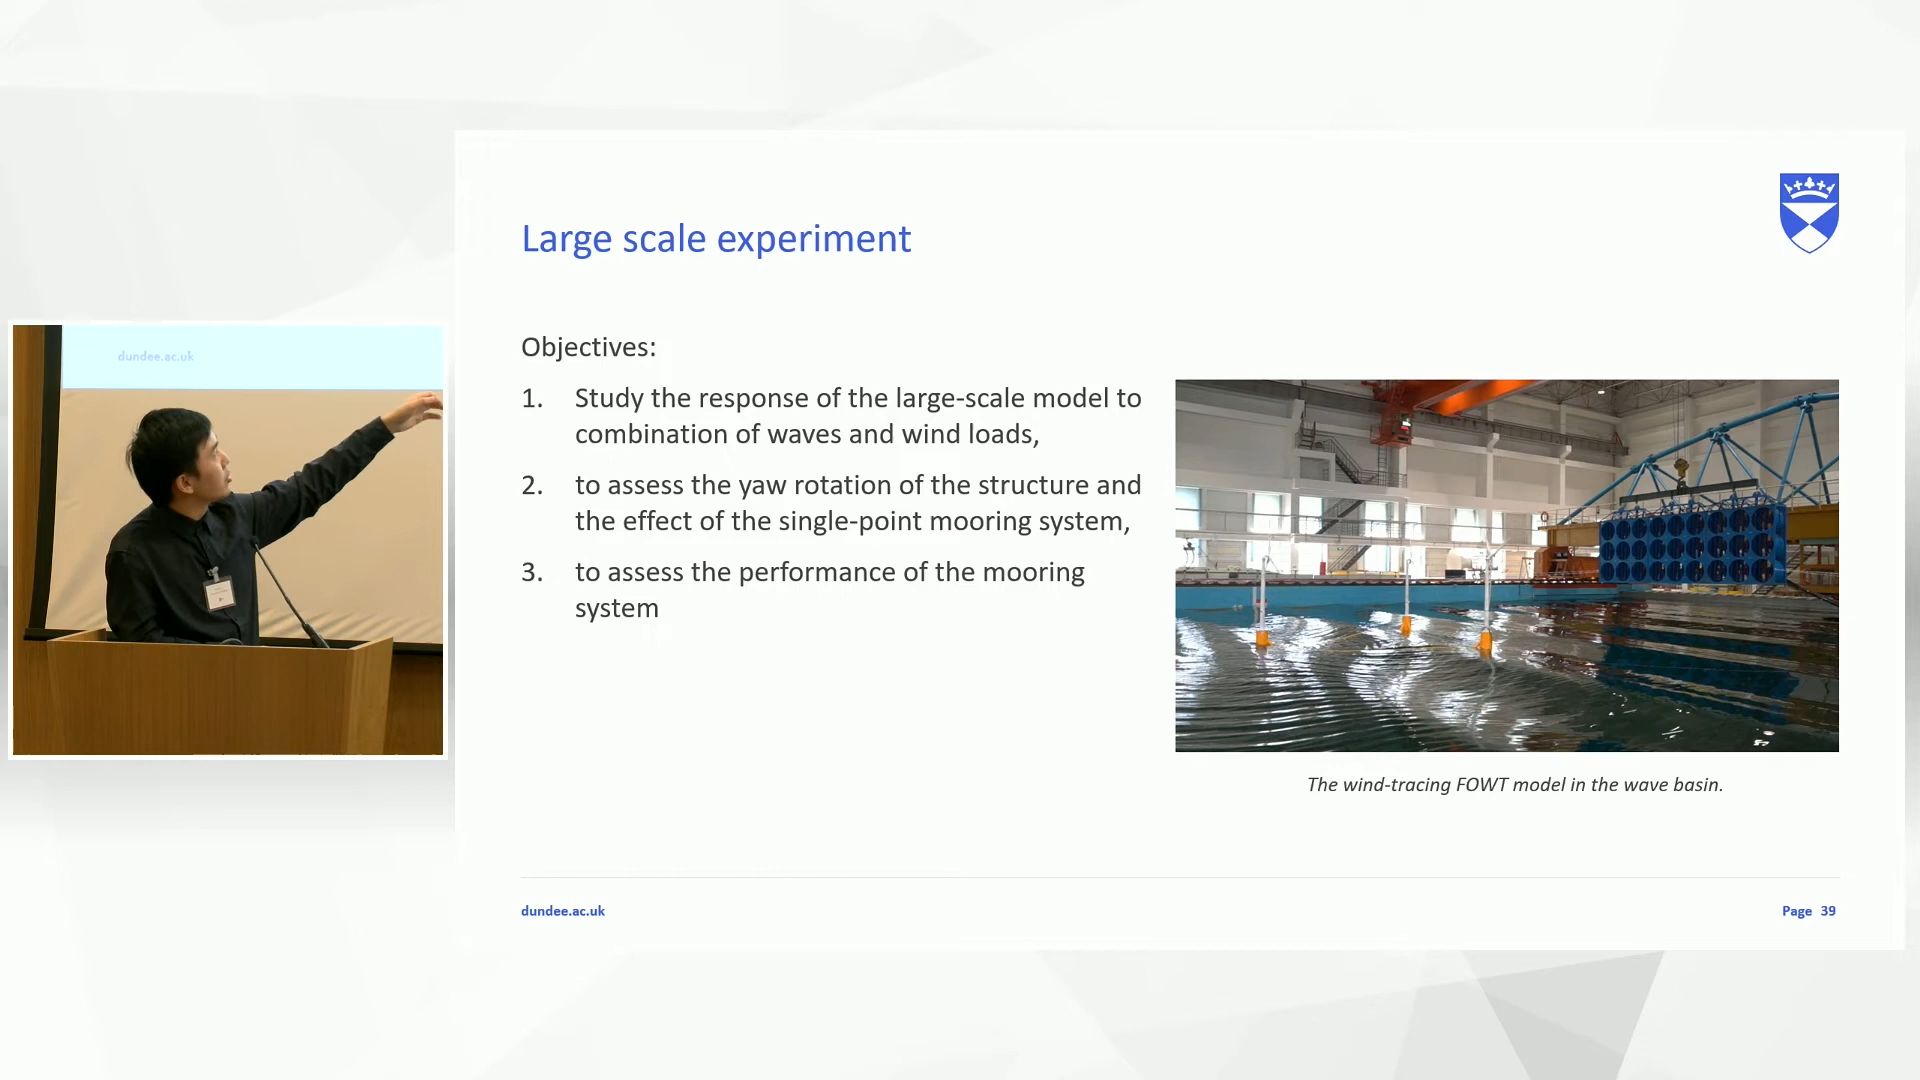 Large scale experiment
Objectives:
1. Study the response of the large-scale model to
combination of waves and wind loads,
2. to assess the yaw rotation of the structure and
the effect of the single-point mooring system,
3. to assess the performance of the mooring
system
The wind-tracing FOWT model in the wave basin.
dundee.ac.uk
Page 39
dundee.ac.uk